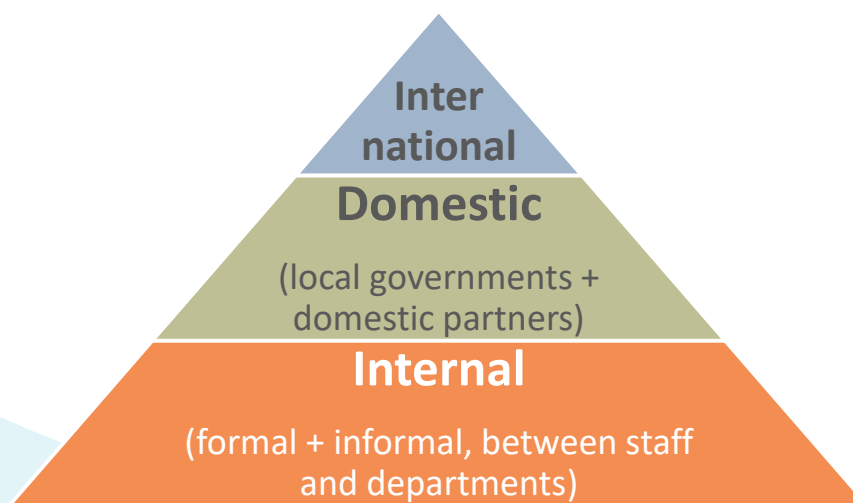 Inter
national
Domestic
(local governments +
domestic partners)
Internal
(formal + informal, between staff
and departments)